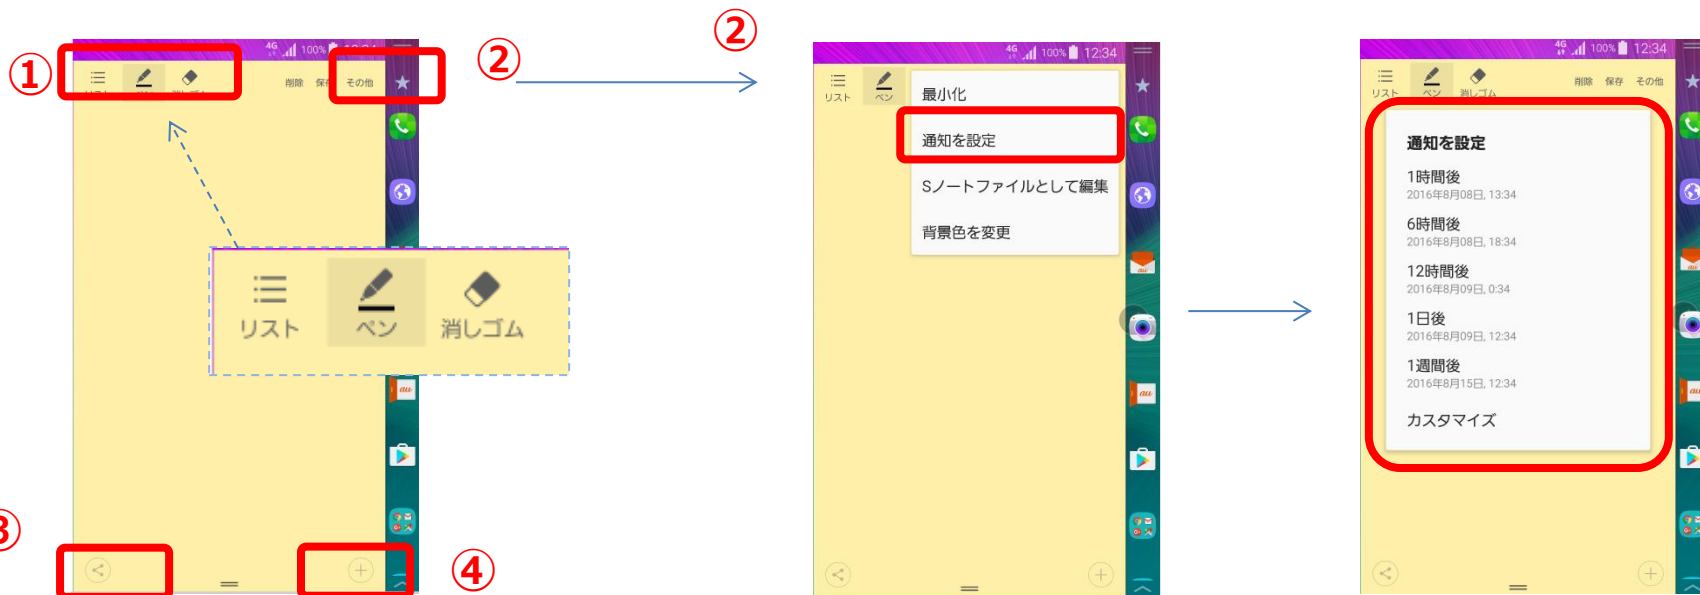 ①
②
4G 100% 12:34
リスト ペン 消しゴム 削除 保存 その他
リスト ペン 消しゴム
au
③
④
②
4G 100% 12:34
リスト ペン
最小化
通知を設定
Sノートファイルとして編集
背景色を変更
au
au
4G 100% 12:34
リスト ペン 消しゴム 削除 保存 その他
通知を設定
1時間後
2016年8月08日, 13:34
6時間後
2016年8月08日, 18:34
12時間後
2016年8月09日, 0:34
1日後
2016年8月09日, 12:34
1週間後
2016年8月15日, 12:34
カスタマイズ
au
au